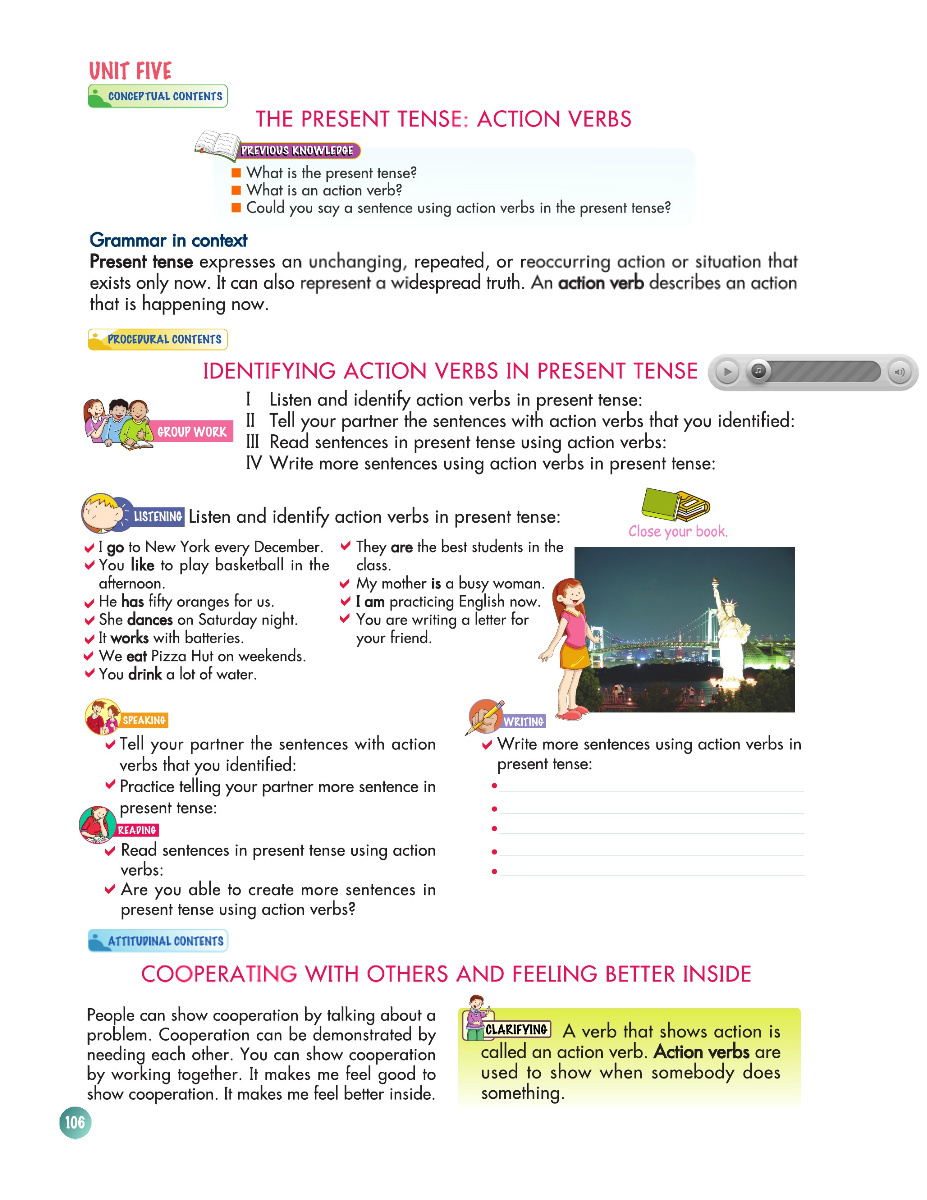 UNIT FIVE
CONCEPTUAL CONTENTS
THE PRESENT TENSE: ACTION VERBS
PREVIOUS KNOWLEDGE
What is the present tense?
What is an action verb?
Could you say a sentence using action verbs in the present tense?
Grammar in context
Present tense expresses an unchanging, repeated, or reoccurring action or situation that
exists only now. It can also represent a widespread truth. An action verb describes an action
that is happening now.
PROCEDURAL CONTENTS
IDENTIFYING ACTION VERBS IN PRESENT TENSE
GROUP WORK
I Listen and identify action verbs in present tense:
II Tell your partner the sentences with action verbs that you identified:
III Read sentences in present tense using action verbs:
IV Write more sentences using action verbs in present tense:
LISTENING Listen and identify action verbs in present tense:
Close your book.
I go to New York every December.
You like to play basketball in the
afternoon.
He has fifty oranges for us.
She dances on Saturday night.
It works with batteries.
We eat Pizza Hut on weekends.
You drink a lot of water.
They are the best students in the
class.
My mother is a busy woman.
I am practicing English now.
You are writing a letter for
your friend.
SPEAKING
Tell your partner the sentences with action
verbs that you identified:
Practice telling your partner more sentence in
present tense:
READING
Read sentences in present tense using action
verbs:
Are you able to create more sentences in
present tense using action verbs?
WRITING
Write more sentences using action verbs in
present tense:
ATTITUDINAL CONTENTS
COOPERATING WITH OTHERS AND FEELING BETTER INSIDE
People can show cooperation by talking about a
problem. Cooperation can be demonstrated by
needing each other. You can show cooperation
by working together. It makes me feel good to
show cooperation. It makes me feel better inside.
CLARIFYING A verb that shows action is
called an action verb. Action verbs are
used to show when somebody does
something.
106